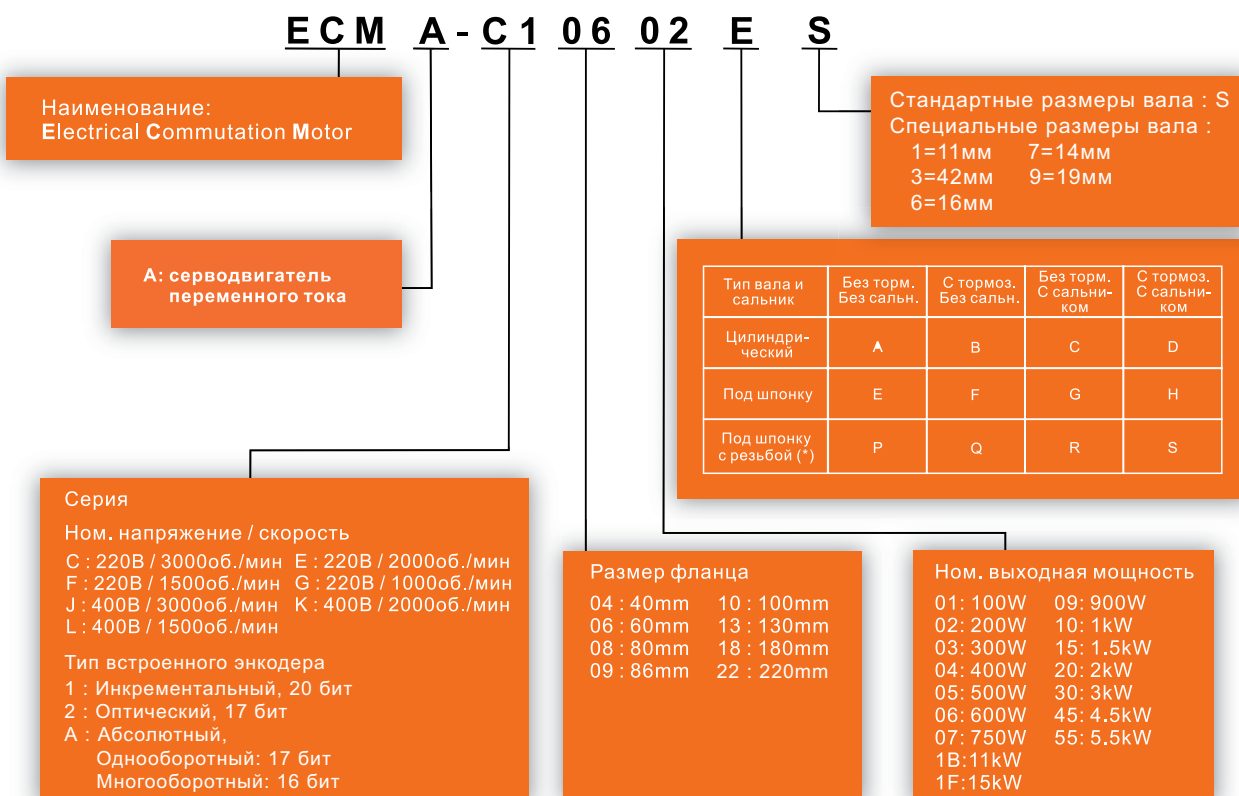 ECM A-C1 06 02 E S
Наименование:
Electrical Commutation Motor
Стандартные размеры вала : S
Специальные размеры вала :
1=11мм 7=14мм
3=42мм 9=19мм
6=16мм
А: серводвигатель
переменного тока
Тип вала и сальник | Без торм. Без сальн. | С тормоз. Без сальн. | Без торм. С сальни-ком | С тормоз. С сальни-ком
Цилиндри-ческий | A | B | C | D
Под шпонку | E | F | G | H
Под шпонку с резьбой (*) | P | Q | R | S
Серия
Ном. напряжение / скорость
C : 220В / 3000об./мин E : 220В / 2000об./мин
F : 220В / 1500об./мин G : 220В / 1000об./мин
J : 400В / 3000об./мин K : 400В / 2000об./мин
L : 400В / 1500об./мин
Тип встроенного энкодера
1 : Инкрементальный, 20 бит
2 : Оптический, 17 бит
А : Абсолютный,
Однооборотный: 17 бит
Многооборотный: 16 бит
Размер фланца
04 : 40mm 10 : 100mm
06 : 60mm 13 : 130mm
08 : 80mm 18 : 180mm
09 : 86mm 22 : 220mm
Ном. выходная мощность
01: 100W 09: 900W
02: 200W 10: 1kW
03: 300W 15: 1.5kW
04: 400W 20: 2kW
05: 500W 30: 3kW
06: 600W 45: 4.5kW
07: 750W 55: 5.5kW
1B:11kW
1F:15kW